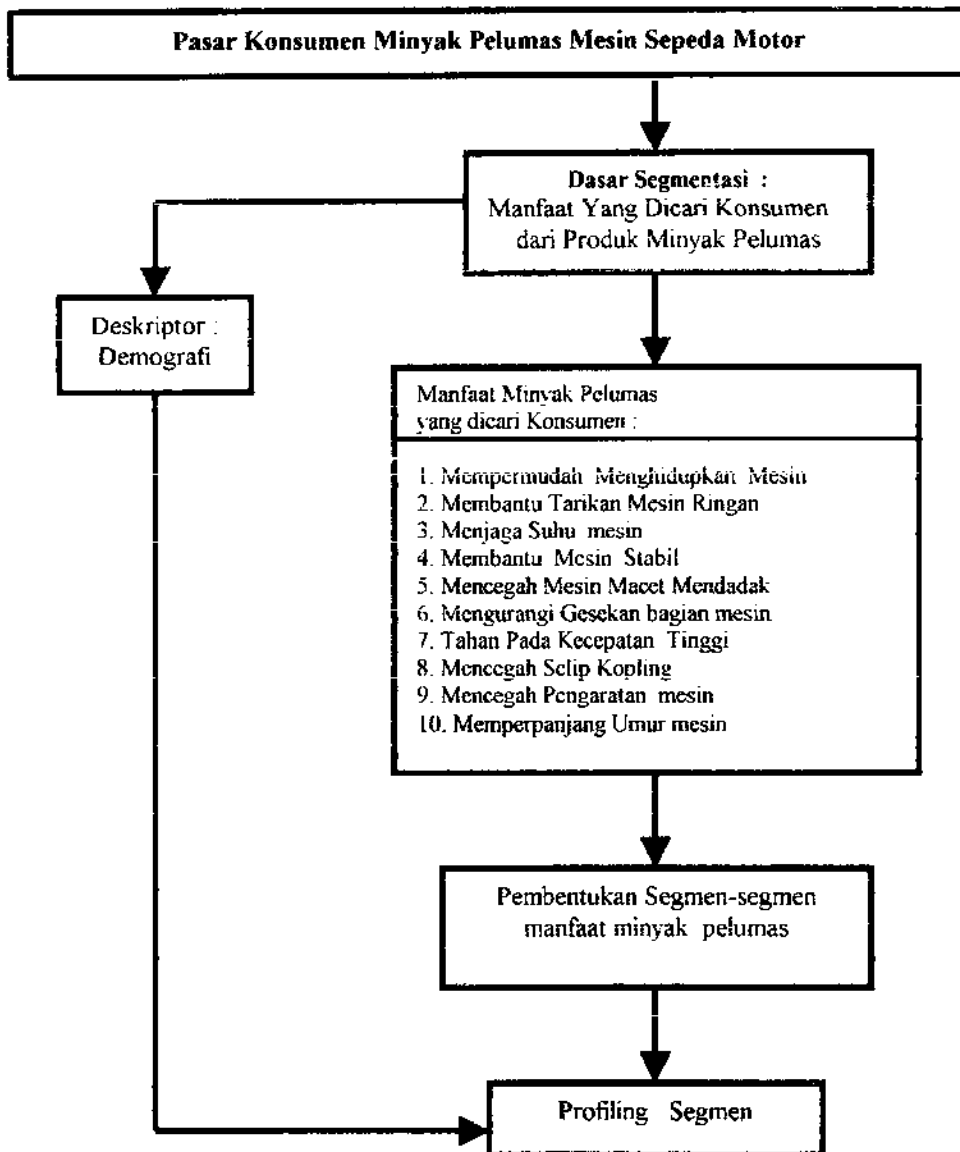 Pasar Konsumen Minyak Pelumas Mesin Sepeda Motor
Dasar Segmentasi :
Manfaat Yang Dicari Konsumen
dari Produk Minyak Pelumas
Deskriptor :
Demografi
Manfaat Minyak Pelumas
yang dicari Konsumen :
1. Mempermudah Menghidupkan Mesin
2. Membantu Tarikan Mesin Ringan
3. Menjaga Suhu mesin
4. Membantu Mesin Stabil
5. Mencegah Mesin Macet Mendadak
6. Mengurangi Gesekan bagian mesin
7. Tahan Pada Kecepatan Tinggi
8. Mencegah Selip Kopling
9. Mencegah Pengaratan mesin
10. Memperpanjang Umur mesin
Pembentukan Segmen-segmen
manfaat minyak pelumas
Profiling Segmen